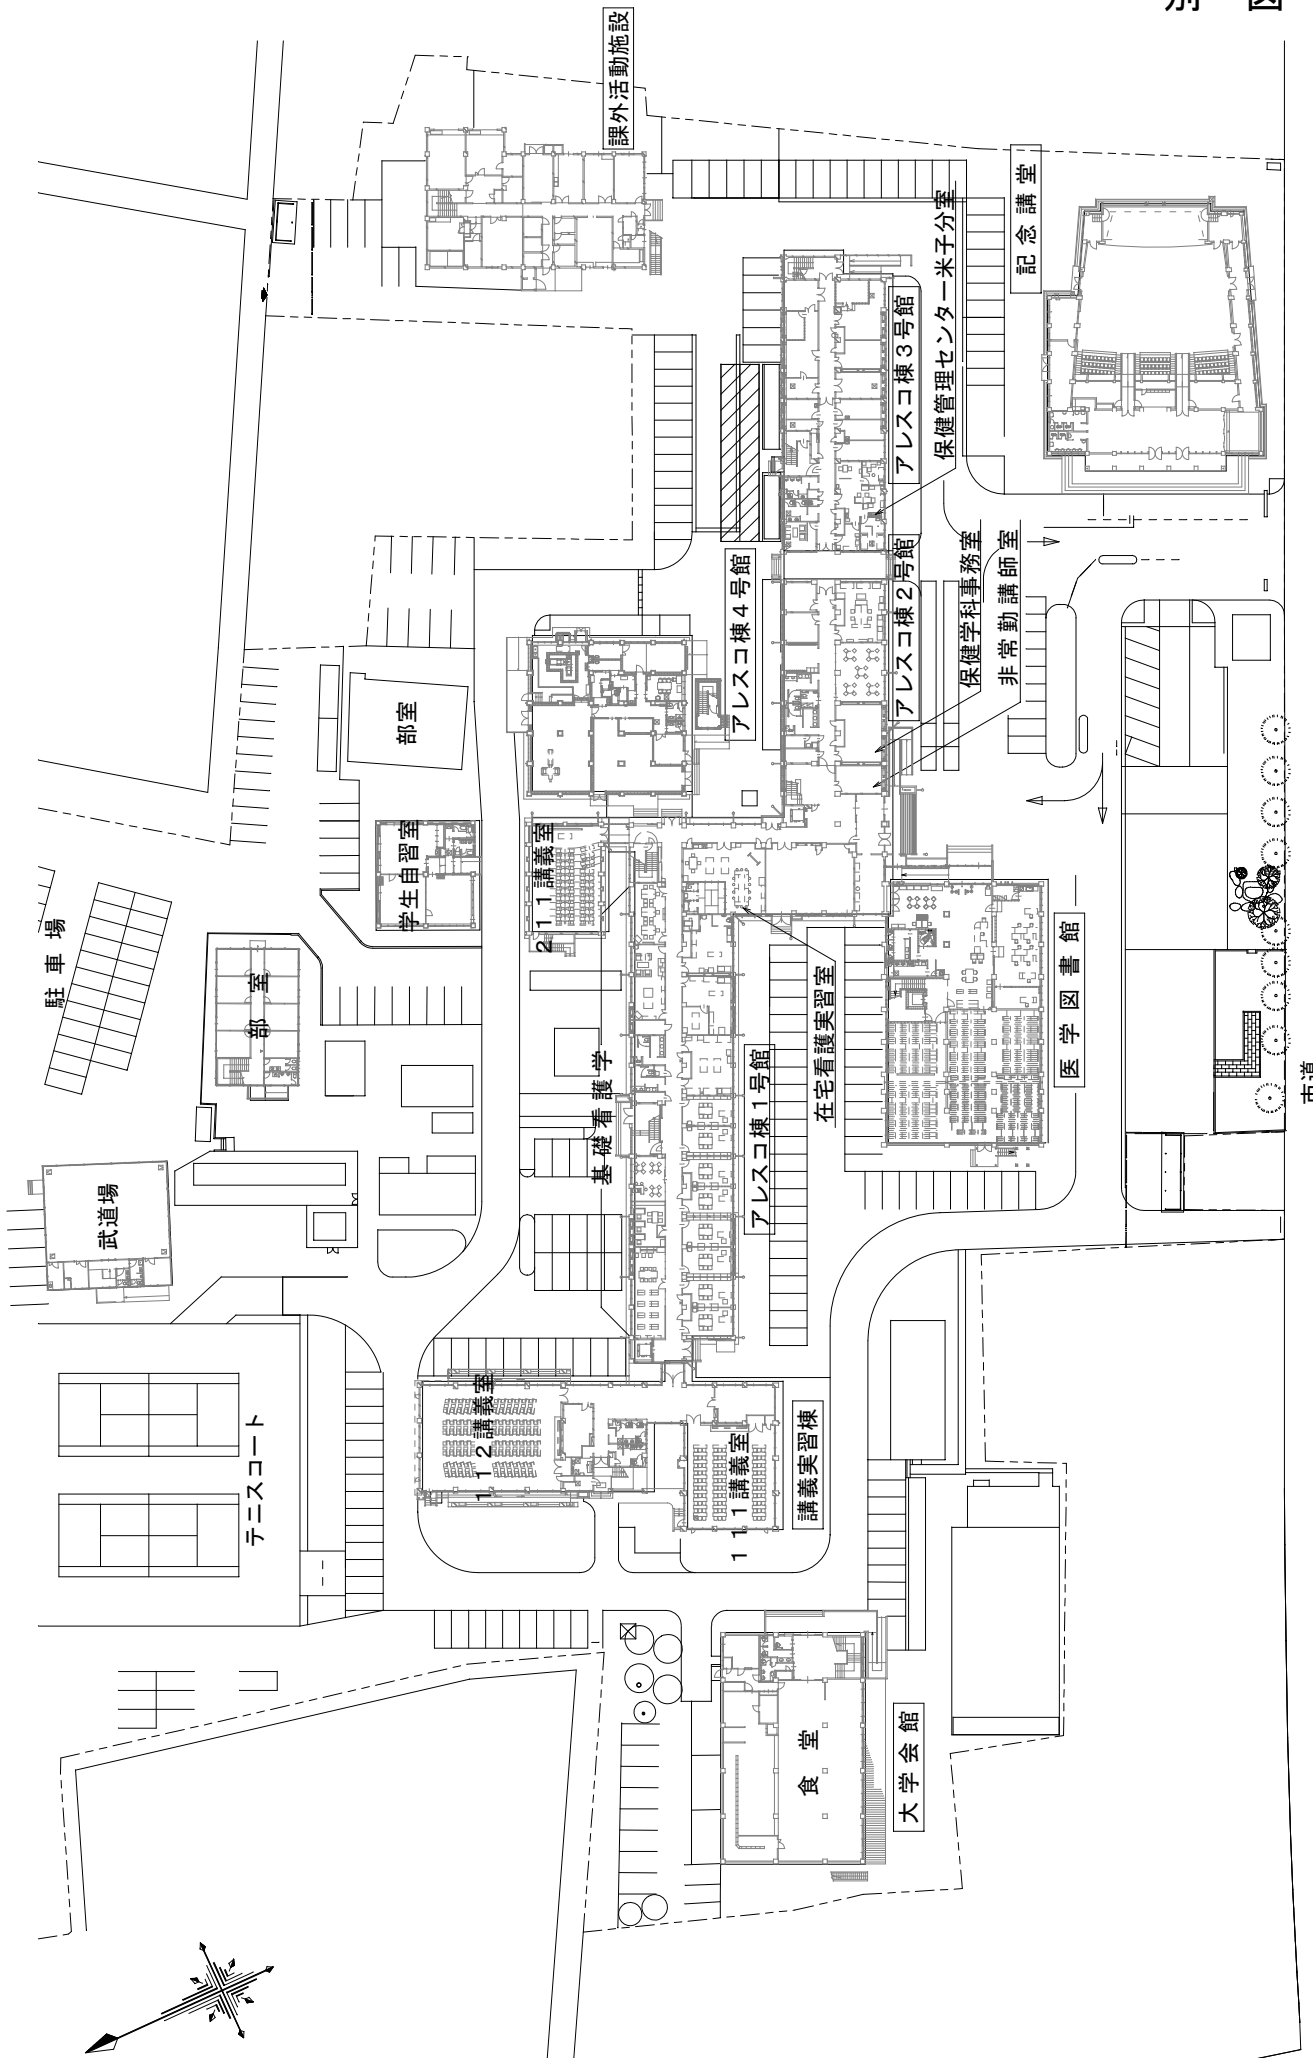 別　図
課外活動施設
記念講堂
保健管理センター米子分室
アレスコ棟３号館
アレスコ棟４号館
アレスコ棟２号館
保健学科事務室
非常勤講師室
部室
学生自習室
２１１講義室
駐車場
部室
基礎看護学
在宅看護実習室
アレスコ棟１号館
医学図書館
市道
武道場
テニスコート
１１２講義室
１１１講義室
講義実習棟
食堂
大学会館